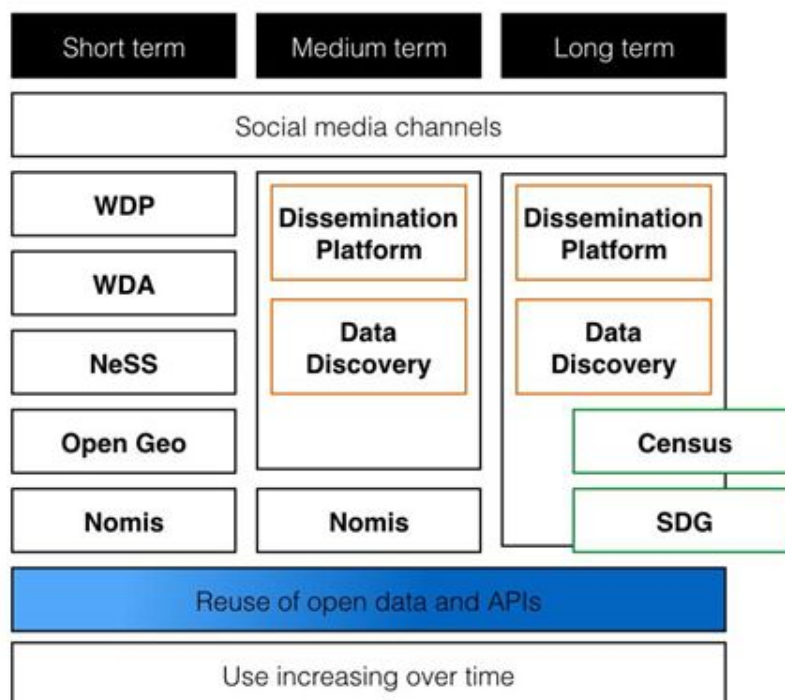 Short term
Medium term
Long term
Social media channels
WDP
WDA
NeSS
Open Geo
Nomis
Dissemination
Platform
Data
Discovery
Nomis
Dissemination
Platform
Data
Discovery
Census
SDG
Reuse of open data and APIs
Use increasing over time